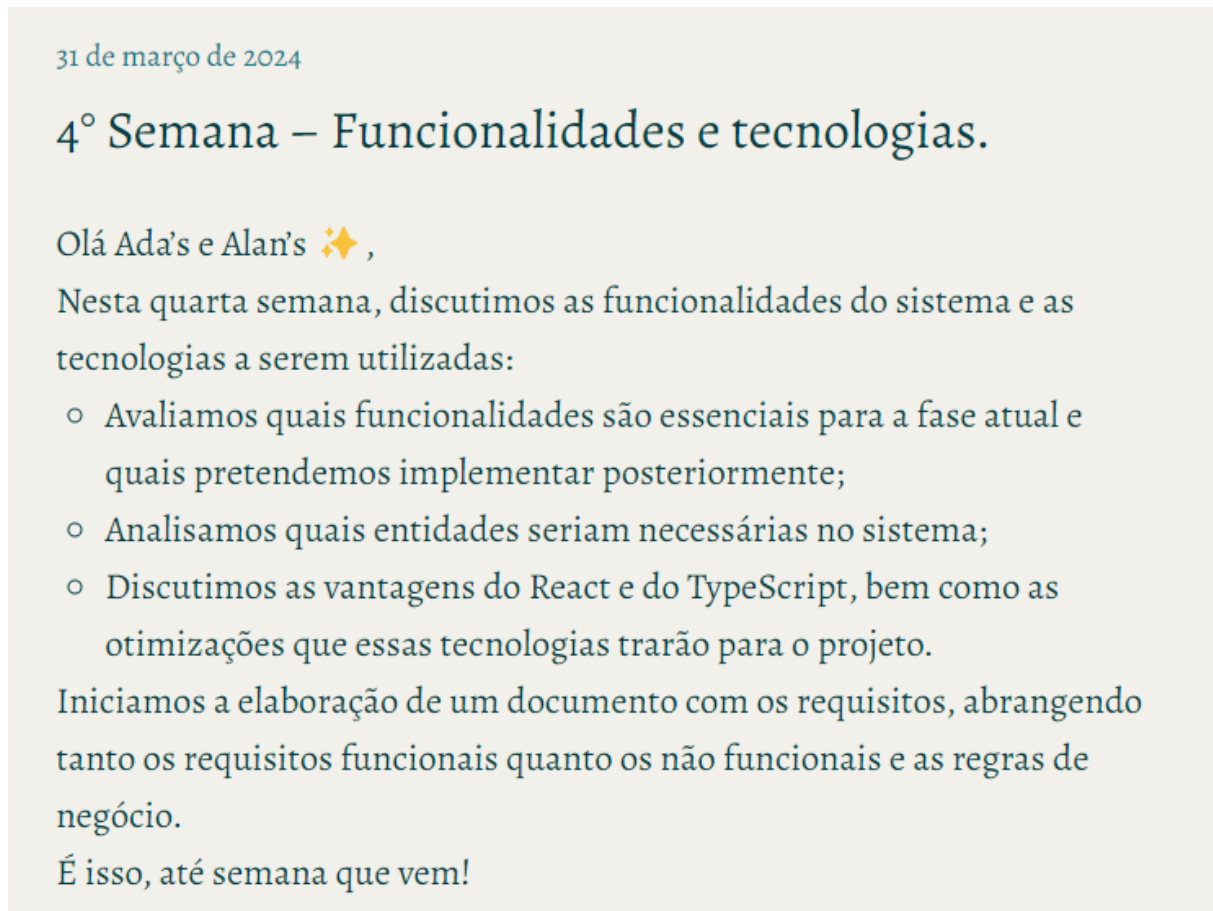 31 de março de 2024
4° Semana – Funcionalidades e tecnologias.
Olá Ada’s e Alan’s ✨ ,
Nesta quarta semana, discutimos as funcionalidades do sistema e as
tecnologias a serem utilizadas:
◦ Avaliamos quais funcionalidades são essenciais para a fase atual e
quais pretendemos implementar posteriormente;
◦ Analisamos quais entidades seriam necessárias no sistema;
◦ Discutimos as vantagens do React e do TypeScript, bem como as
otimizações que essas tecnologias trarão para o projeto.
Iniciamos a elaboração de um documento com os requisitos, abrangendo
tanto os requisitos funcionais quanto os não funcionais e as regras de
negócio.
É isso, até semana que vem!